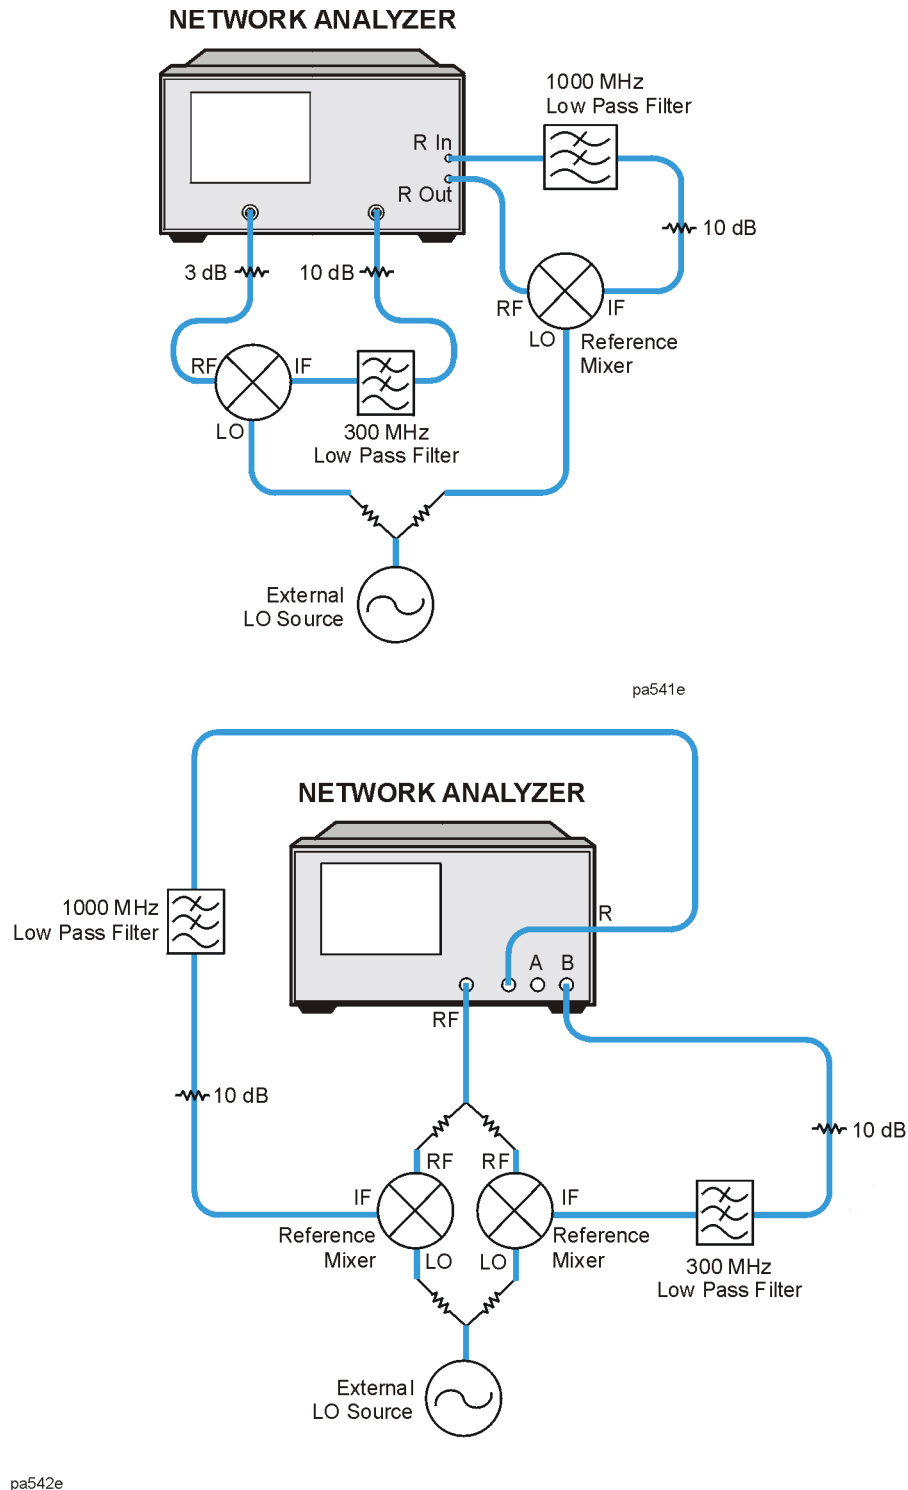 NETWORK ANALYZER
1000 MHz
Low Pass Filter
R In
R Out
10 dB
3 dB
10 dB
RF
IF
LO
Reference
Mixer
RF
IF
LO
300 MHz
Low Pass Filter
External
LO Source
pa541e
NETWORK ANALYZER
1000 MHz
Low Pass Filter
R
A
B
RF
10 dB
10 dB
RF
RF
IF
IF
Reference
Mixer
Reference
Mixer
LO
LO
300 MHz
Low Pass Filter
External
LO Source
pa542e